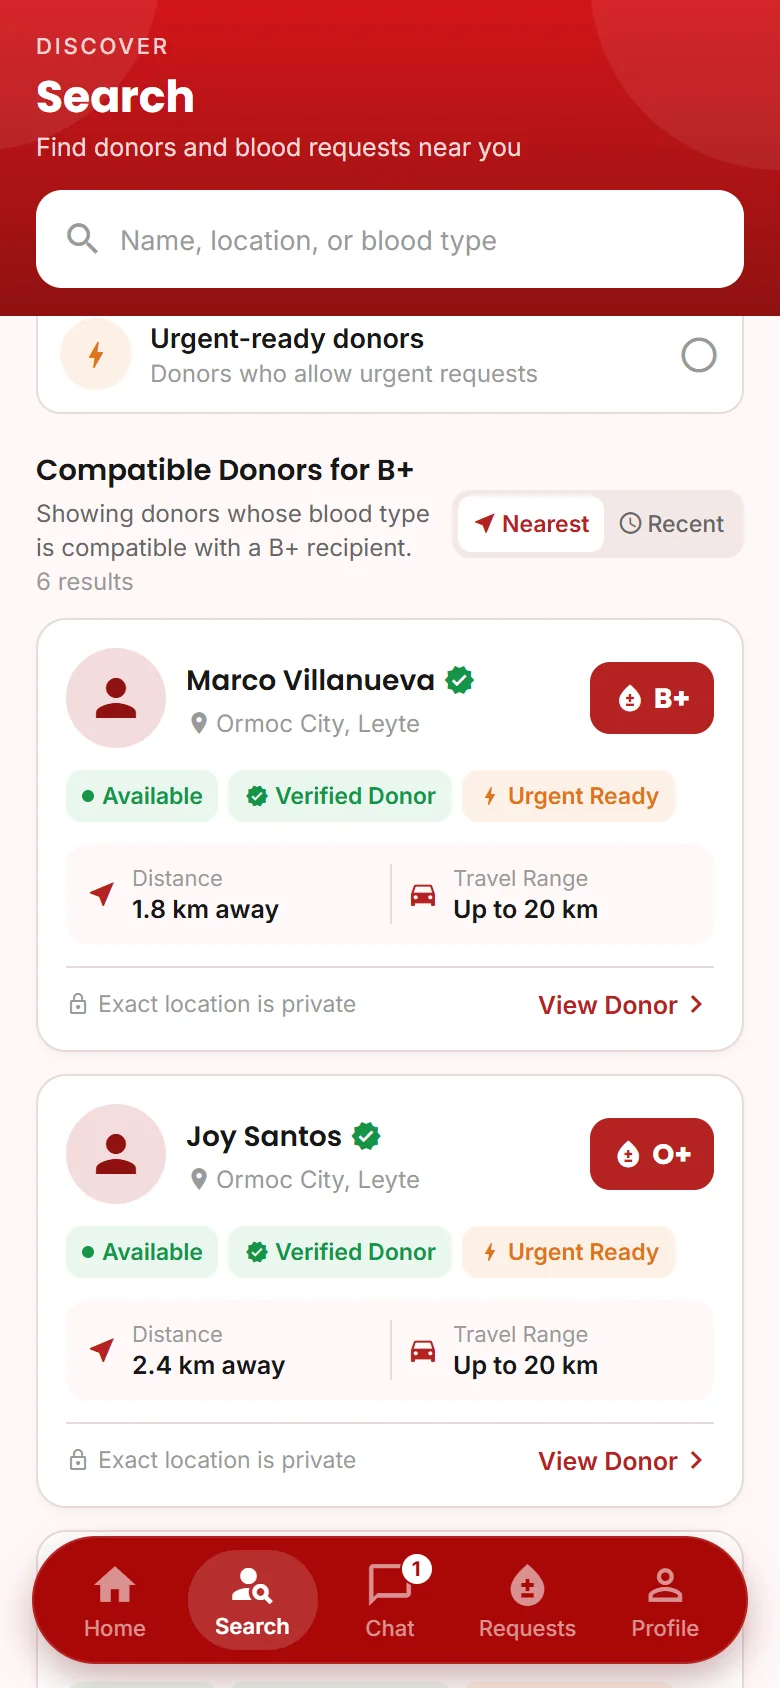 DISCOVER
Search
Find donors and blood requests near you
Name, location, or blood type
Urgent-ready donors
Donors who allow urgent requests
Compatible Donors for B+
Showing donors whose blood type
is compatible with a B+ recipient.
6 results
Nearest
Recent
Marco Villanueva
Ormoc City, Leyte
B+
Available
Verified Donor
Urgent Ready
Distance
1.8 km away
Travel Range
Up to 20 km
Exact location is private
View Donor
Joy Santos
Ormoc City, Leyte
O+
Available
Verified Donor
Urgent Ready
Distance
2.4 km away
Travel Range
Up to 20 km
Exact location is private
View Donor
Home
Search
1
Chat
Requests
Profile